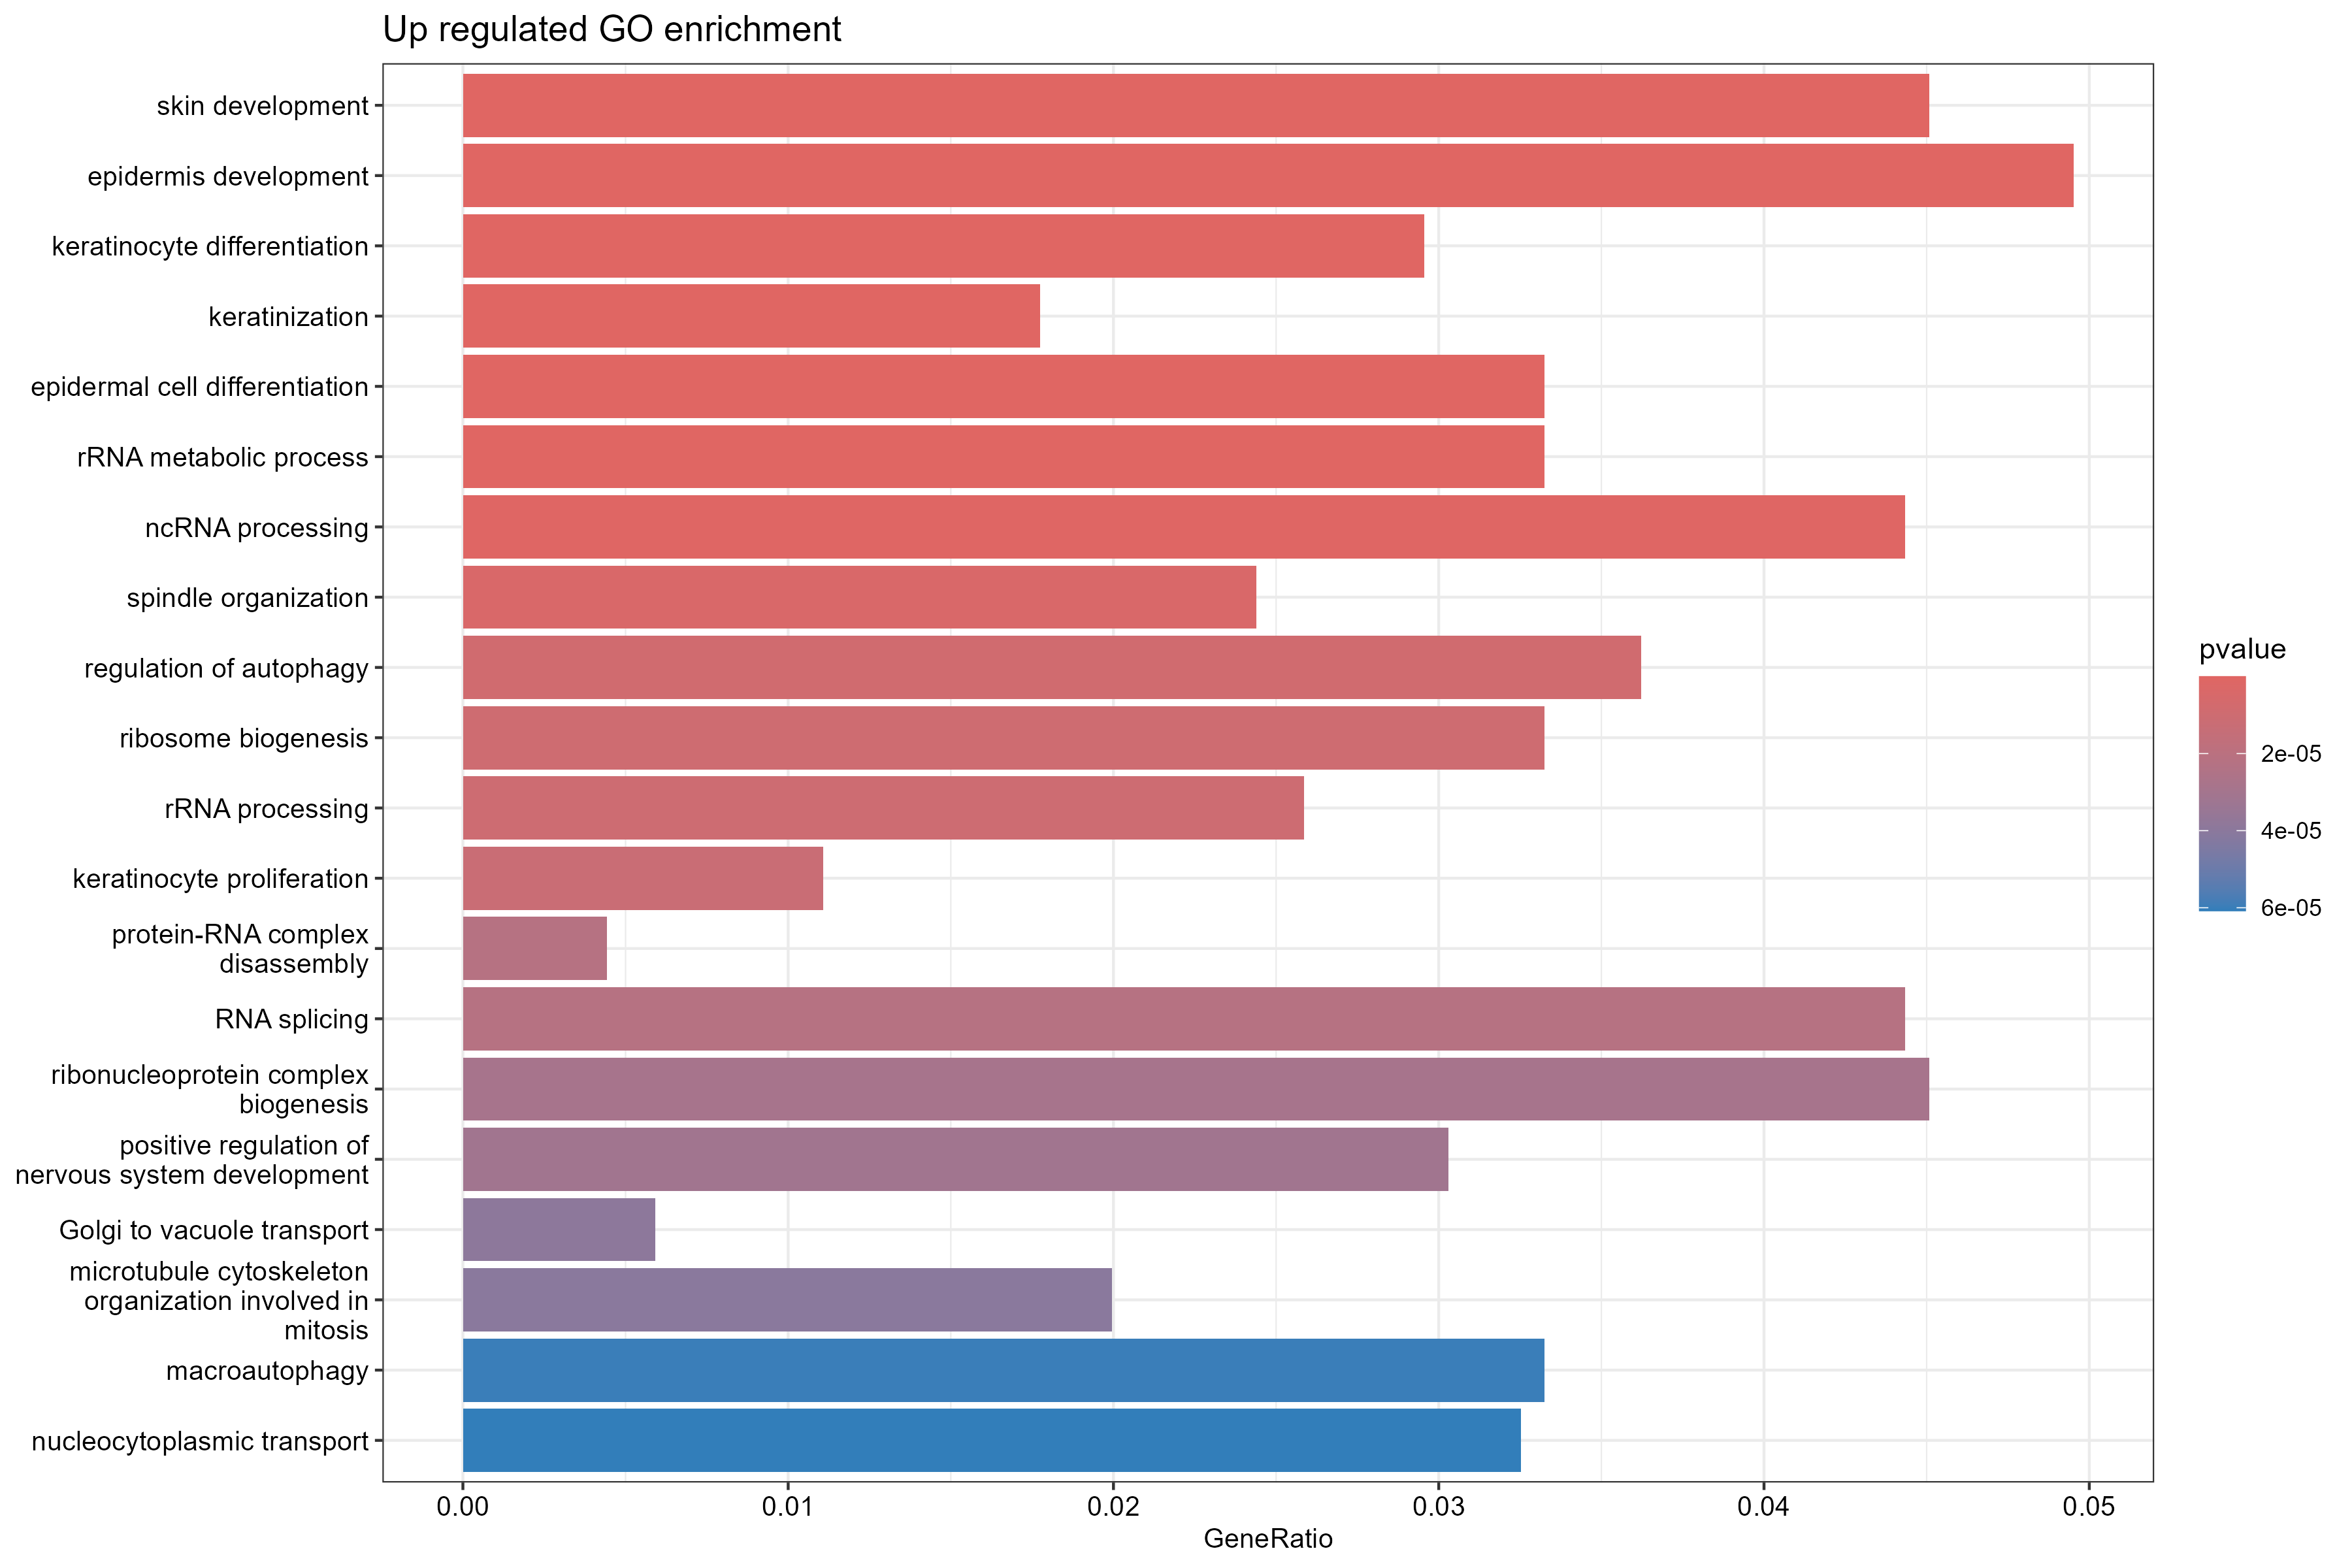 Up regulated GO enrichment
skin development
epidermis development
keratinocyte differentiation
keratinization
epidermal cell differentiation
rRNA metabolic process
ncRNA processing
spindle organization
regulation of autophagy
ribosome biogenesis
rRNA processing
keratinocyte proliferation
protein-RNA complex
disassembly
RNA splicing
ribonucleoprotein complex
biogenesis
positive regulation of
nervous system development
Golgi to vacuole transport
microtubule cytoskeleton
organization involved in
mitosis
macroautophagy
nucleocytoplasmic transport
0.00 0.01 0.02 0.03 0.04 0.05
GeneRatio
pvalue
2e-05
4e-05
6e-05